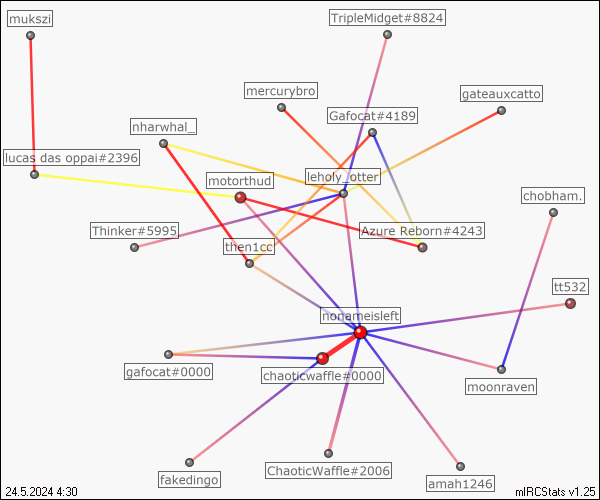 mukszi
TripleMidget#8824
mercurybro
gateauxcatto
Gafocat#4189
nharwhal_
lucas das oppai#2396
motorthud
leholy_otter
chobham.
Thinker#5995
Azure Reborn#4243
then1cc
tt532
nonameisleft
gafocat#0000
chaoticwaffle#0000
moonraven
fakedingo
ChaoticWaffle#2006
amah1246
24.5.2024 4:30
mIRCStats v1.25